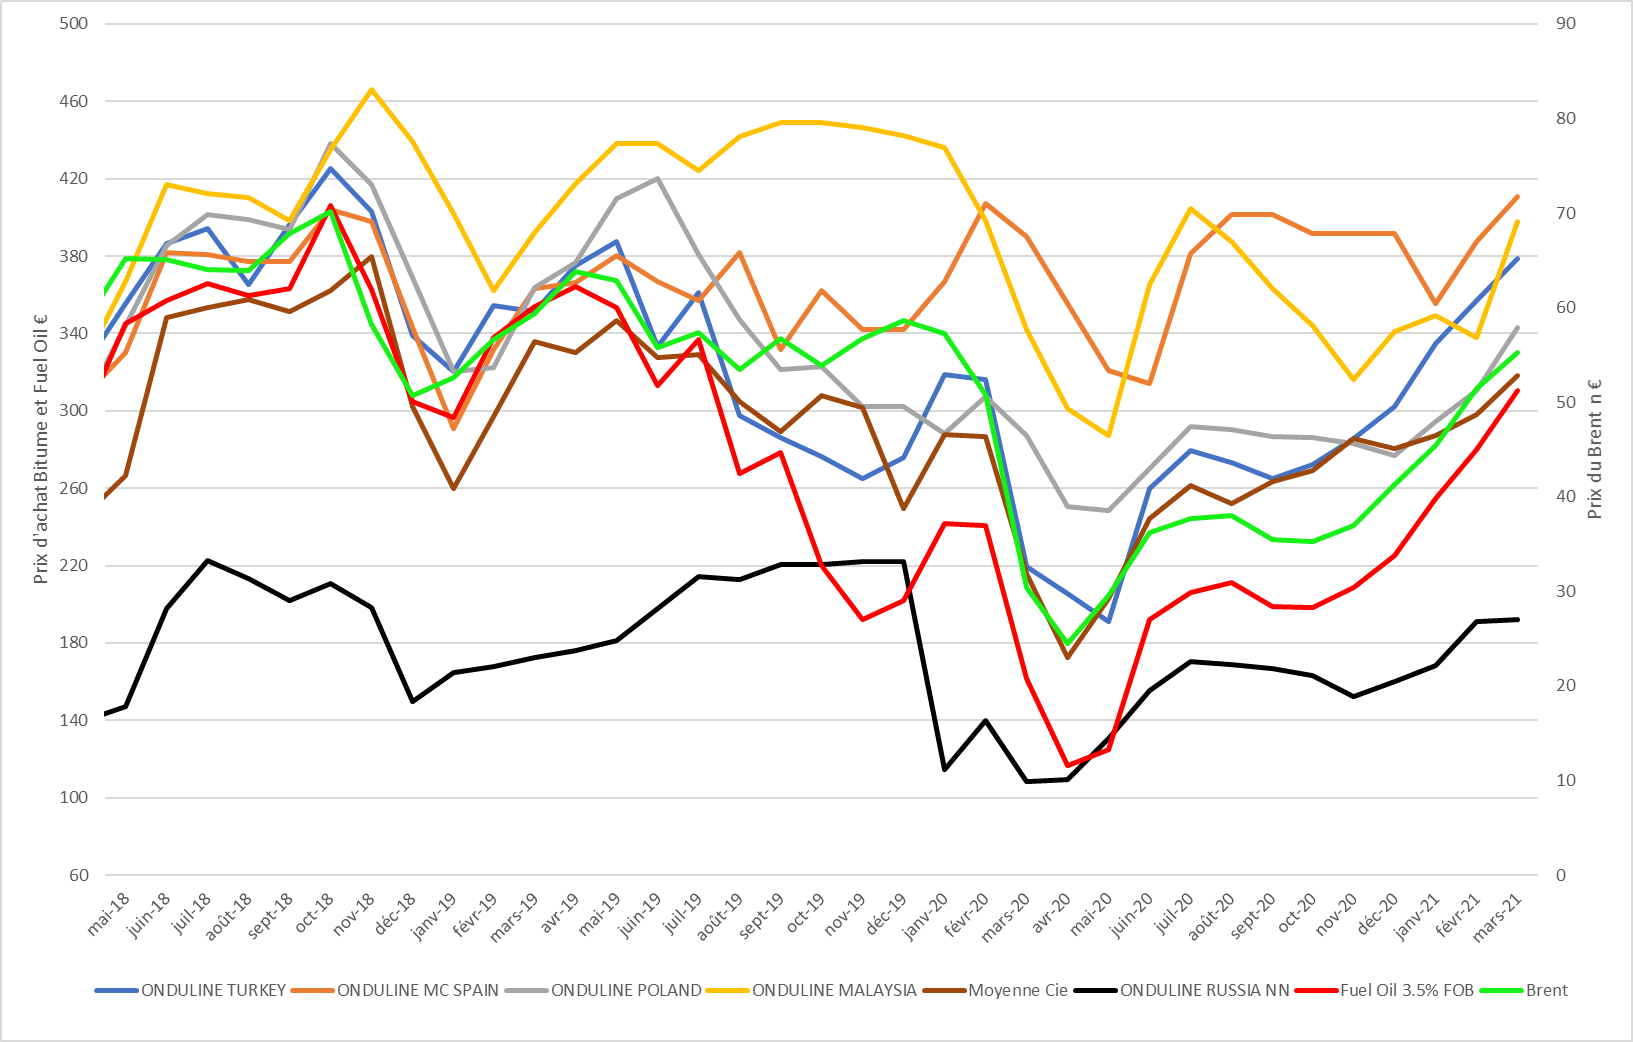 500
460
420
380
340
300
260
220
180
140
100
60
Prix d'achat Bitume et Fuel Oil €
90
80
70
60
50
40
30
20
10
0
Prix du Brent n €
mai-18
juin-18
juil-18
août-18
sept-18
oct-18
nov-18
déc-18
janv-19
févr-19
mars-19
avr-19
mai-19
juin-19
juil-19
août-19
sept-19
oct-19
nov-19
déc-19
janv-20
févr-20
mars-20
avr-20
mai-20
juin-20
juil-20
août-20
sept-20
oct-20
nov-20
déc-20
janv-21
févr-21
mars-21
ONDULINE TURKEY ONDULINE MC SPAIN ONDULINE POLAND ONDULINE MALAYSIA Moyenne Cie ONDULINE RUSSIA NN Fuel Oil 3.5% FOB Brent